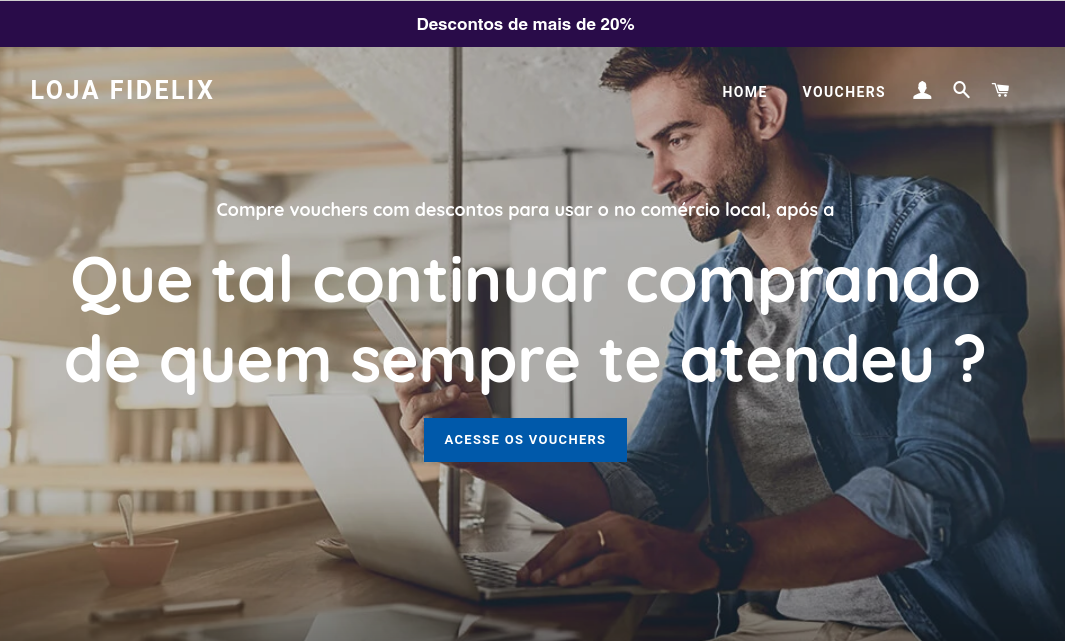 Descontos de mais de 20%
LOJA FIDELIX
HOME VOUCHERS
Compre vouchers com descontos para usar o no comércio local, após a
Que tal continuar comprando
de quem sempre te atendeu ?
ACESSE OS VOUCHERS